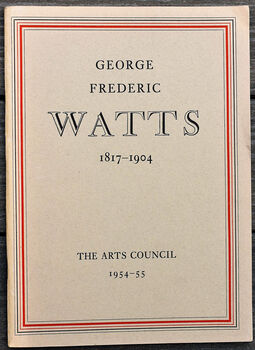 GEORGE
FREDERIC
WATTS
1817–1904
THE ARTS COUNCIL
1954–55